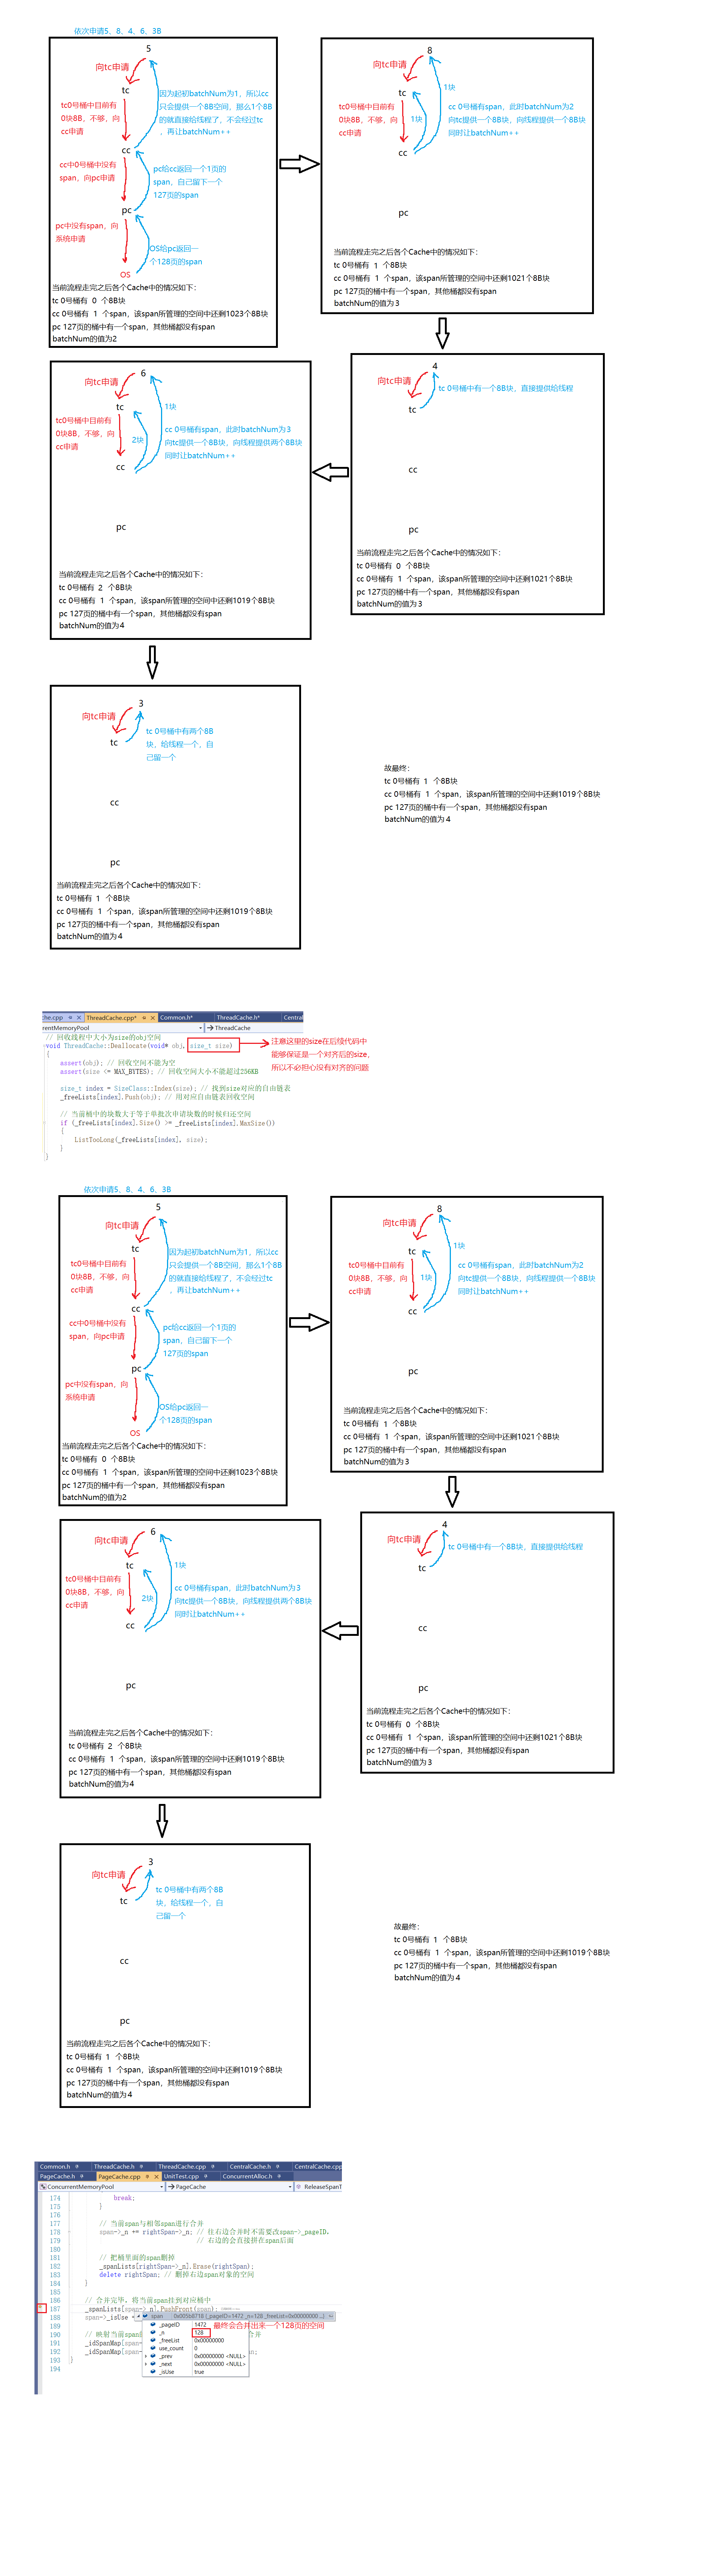 依次申请5、8、4、6、3B
5
向tc申请
tc
tc0号桶中目前有
0块8B，不够，向
cc申请
因为起初batchNum为1，所以cc
只会提供一个8B空间，那么1个8B
的就直接给线程了，不会经过tc
，再让batchNum++
cc
cc中0号桶中没有
span，向pc申请
pc给cc返回一个1页的
span，自己留下一个
127页的span
pc
pc中没有span，向
系统申请
OS给pc返回一
个128页的span
OS
当前流程走完之后各个Cache中的情况如下：
tc 0号桶有 0 个8B块
cc 0号桶有 1 个span，该span所管理的空间中还剩1023个8B块
pc 127页的桶中有一个span，其他桶都没有span
batchNum的值为2
8
向tc申请
1块
tc
tc0号桶中目前有
0块8B，不够，向
cc申请
1块
cc 0号桶有span，此时batchNum为2
向tc提供一个8B块，向线程提供一个8B块
同时让batchNum++
cc
pc
当前流程走完之后各个Cache中的情况如下：
tc 0号桶有 1 个8B块
cc 0号桶有 1 个span，该span所管理的空间中还剩1021个8B块
pc 127页的桶中有一个span，其他桶都没有span
batchNum的值为3
4
向tc申请
tc 0号桶中有一个8B块，直接提供给线程
tc
cc
pc
当前流程走完之后各个Cache中的情况如下：
tc 0号桶有 0 个8B块
cc 0号桶有 1 个span，该span所管理的空间中还剩1021个8B块
pc 127页的桶中有一个span，其他桶都没有span
batchNum的值为3
6
向tc申请
tc
1块
tc0号桶中目前有
0块8B，不够，向
cc申请
2块
cc 0号桶有span，此时batchNum为3
向tc提供一个8B块，向线程提供两个8B块
同时让batchNum++
cc
pc
当前流程走完之后各个Cache中的情况如下：
tc 0号桶有 2 个8B块
cc 0号桶有 1 个span，该span所管理的空间中还剩1019个8B块
pc 127页的桶中有一个span，其他桶都没有span
batchNum的值为4
3
向tc申请
tc
tc 0号桶中有两个8B
块，给线程一个，自
己留一个
cc
pc
当前流程走完之后各个Cache中的情况如下：
tc 0号桶有 1 个8B块
cc 0号桶有 1 个span，该span所管理的空间中还剩1019个8B块
pc 127页的桶中有一个span，其他桶都没有span
batchNum的值为4
故最终：
tc 0号桶有 1 个8B块
cc 0号桶有 1 个span，该span所管理的空间中还剩1019个8B块
pc 127页的桶中有一个span，其他桶都没有span
batchNum的值为4
he.cpp ThreadCache.cpp* Common.h* ThreadCache.h* Central
rentMemoryPool ThreadCache
// 回收线程中大小为size的obj空间
void ThreadCache::Deallocate(void* obj, size_t size)
{
assert(obj); // 回收空间不能为空
assert(size <= MAX_BYTES); // 回收空间大小不能超过256KB
size_t index = SizeClass::Index(size); // 找到size对应的自由链表
_freeLists[index].Push(obj); // 用对应自由链表回收空间
// 当前桶中的块数大于等于单批次申请块数的时候归还空间
if (_freeLists[index].Size() >= _freeLists[index].MaxSize())
{
ListTooLong(_freeLists[index], size);
}
}
注意这里的size在后续代码中
能够保证是一个对齐后的size，
所以不必担心没有对齐的问题
依次申请5、8、4、6、3B
5
向tc申请
tc
tc0号桶中目前有
0块8B，不够，向
cc申请
因为起初batchNum为1，所以cc
只会提供一个8B空间，那么1个8B
的就直接给线程了，不会经过tc
，再让batchNum++
cc
cc中0号桶中没有
span，向pc申请
pc给cc返回一个1页的
span，自己留下一个
127页的span
pc
pc中没有span，向
系统申请
OS给pc返回一
个128页的span
OS
当前流程走完之后各个Cache中的情况如下：
tc 0号桶有 0 个8B块
cc 0号桶有 1 个span，该span所管理的空间中还剩1023个8B块
pc 127页的桶中有一个span，其他桶都没有span
batchNum的值为2
8
向tc申请
1块
tc
tc0号桶中目前有
0块8B，不够，向
cc申请
1块
cc 0号桶有span，此时batchNum为2
向tc提供一个8B块，向线程提供一个8B块
同时让batchNum++
cc
pc
当前流程走完之后各个Cache中的情况如下：
tc 0号桶有 1 个8B块
cc 0号桶有 1 个span，该span所管理的空间中还剩1021个8B块
pc 127页的桶中有一个span，其他桶都没有span
batchNum的值为3
4
向tc申请
tc 0号桶中有一个8B块，直接提供给线程
tc
cc
pc
当前流程走完之后各个Cache中的情况如下：
tc 0号桶有 0 个8B块
cc 0号桶有 1 个span，该span所管理的空间中还剩1021个8B块
pc 127页的桶中有一个span，其他桶都没有span
batchNum的值为3
6
向tc申请
tc
1块
tc0号桶中目前有
0块8B，不够，向
cc申请
2块
cc 0号桶有span，此时batchNum为3
向tc提供一个8B块，向线程提供两个8B块
同时让batchNum++
cc
pc
当前流程走完之后各个Cache中的情况如下：
tc 0号桶有 2 个8B块
cc 0号桶有 1 个span，该span所管理的空间中还剩1019个8B块
pc 127页的桶中有一个span，其他桶都没有span
batchNum的值为4
3
向tc申请
tc
tc 0号桶中有两个8B
块，给线程一个，自
己留一个
cc
pc
当前流程走完之后各个Cache中的情况如下：
tc 0号桶有 1 个8B块
cc 0号桶有 1 个span，该span所管理的空间中还剩1019个8B块
pc 127页的桶中有一个span，其他桶都没有span
batchNum的值为4
故最终：
tc 0号桶有 1 个8B块
cc 0号桶有 1 个span，该span所管理的空间中还剩1019个8B块
pc 127页的桶中有一个span，其他桶都没有span
batchNum的值为4
Common.h ThreadCache.h ThreadCache.cpp CentralCache.h CentralCache.cpp
PageCache.h PageCache.cpp UnitTest.cpp ConcurrentAlloc.h
ConcurrentMemoryPool PageCache ReleaseSpanT
174 break;
175 }
176
177 // 当前span与相邻span进行合并
178 span->_n += rightSpan->_n; // 往右边合并时不需要改span->_pageID，
179 // 右边的会直接拼在span后面
180
181 // 把桶里面的span删掉
182 _spanLists[rightSpan->_n].Erase(rightSpan);
183 delete rightSpan; // 删掉右边span对象的空间
184 }
185
186 // 合并完毕，将当前span挂到对应桶中
187 _spanLists[span->_n].PushFront(span);
188 span->_isUse = span 0x005b8718 {_pageID=1472 _n=128 _freeList=0x00000000 ...}
189 _pageID 1472 最终会合并出来一个128页的空间
190 // 映射当前span _n 128 合并
191 _idSpanMap[span _freeList 0x00000000
192 _idSpanMap[span use_count 0 n;
193 } _prev 0x00000000 <NULL>
194 _next 0x00000000 <NULL>
_isUse true